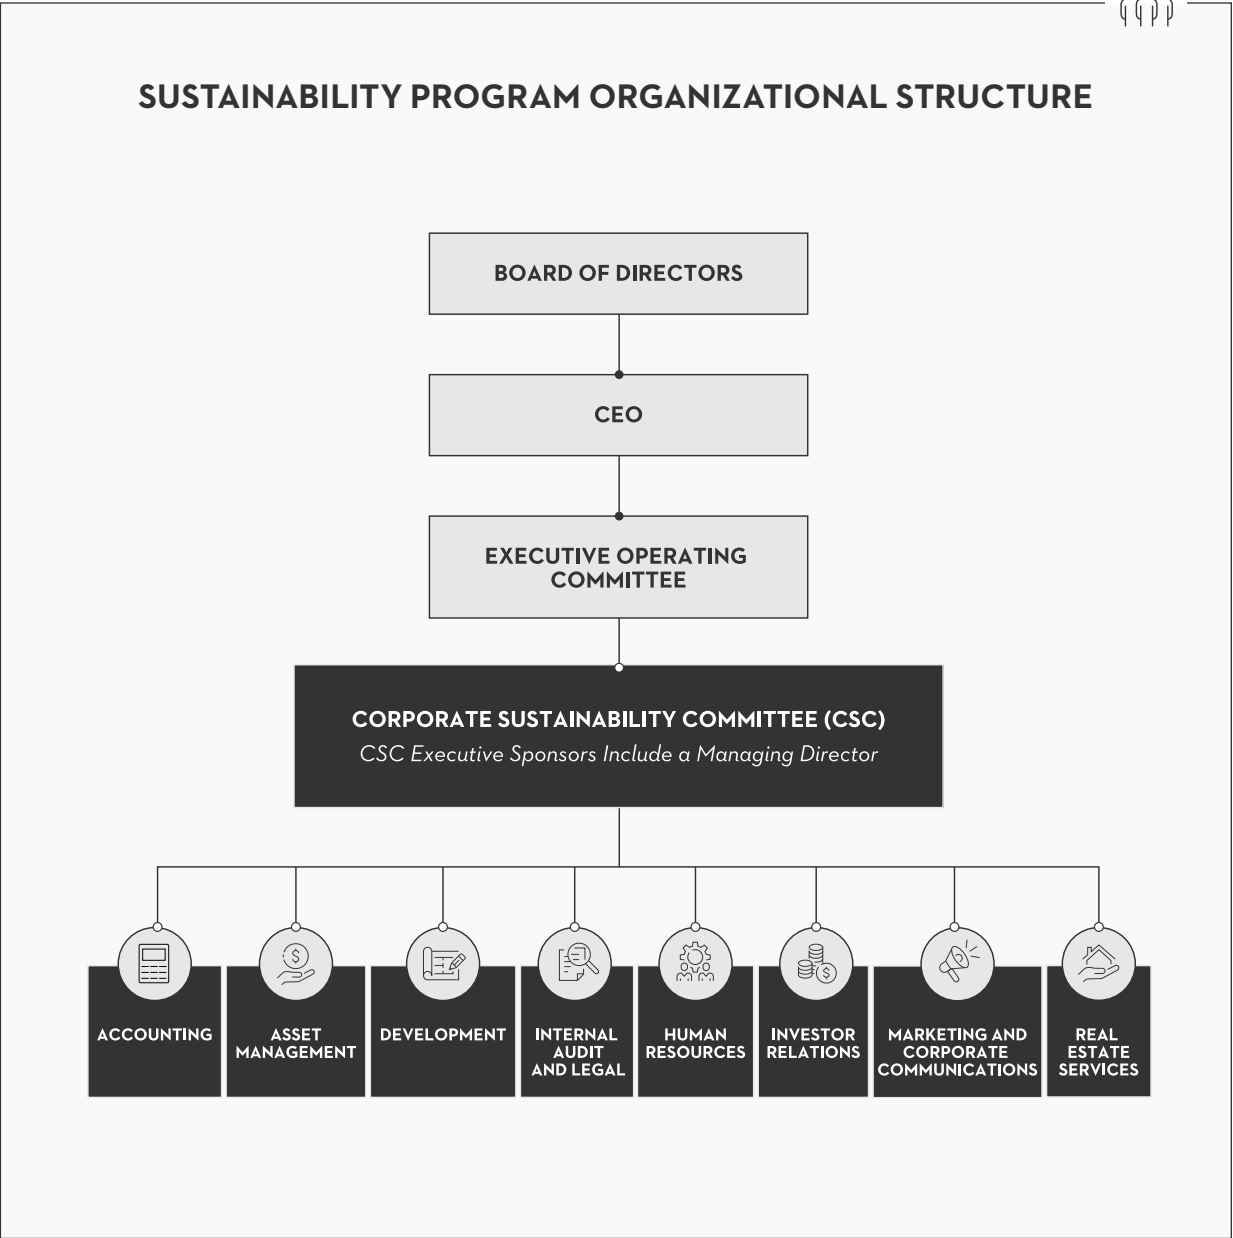 SUSTAINABILITY PROGRAM ORGANIZATIONAL STRUCTURE
BOARD OF DIRECTORS
CEO
EXECUTIVE OPERATING
COMMITTEE
CORPORATE SUSTAINABILITY COMMITTEE (CSC)
CSC Executive Sponsors Include a Managing Director
ACCOUNTING
ASSET
MANAGEMENT
DEVELOPMENT
INTERNAL
AUDIT
AND LEGAL
HUMAN
RESOURCES
INVESTOR
RELATIONS
MARKETING AND
CORPORATE
COMMUNICATIONS
REAL
ESTATE
SERVICES